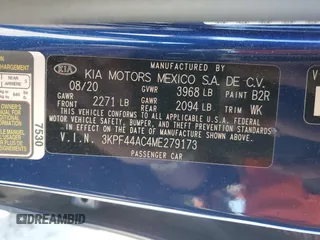 KIA
KIA MOTORS MEXICO S.A. DE C.V.
08/20 GVWR 3968 LB PAINT B2R
GAWR FRONT 2271 LB GAWR REAR 2094 LB TRIM WK
THIS VEHICLE CONFORMS TO ALL APPLICABLE FEDERAL
MOTOR VEHICLE SAFETY, BUMPER, AND THEFT PREVENTION
STANDARDS IN EFFECT ON THE DATE OF MANUFACTURE SHOWN ABOVE.
V.I.N. 3KPF44AC4ME279173
PASSENGER CAR
7530
REAR
DREAMBID